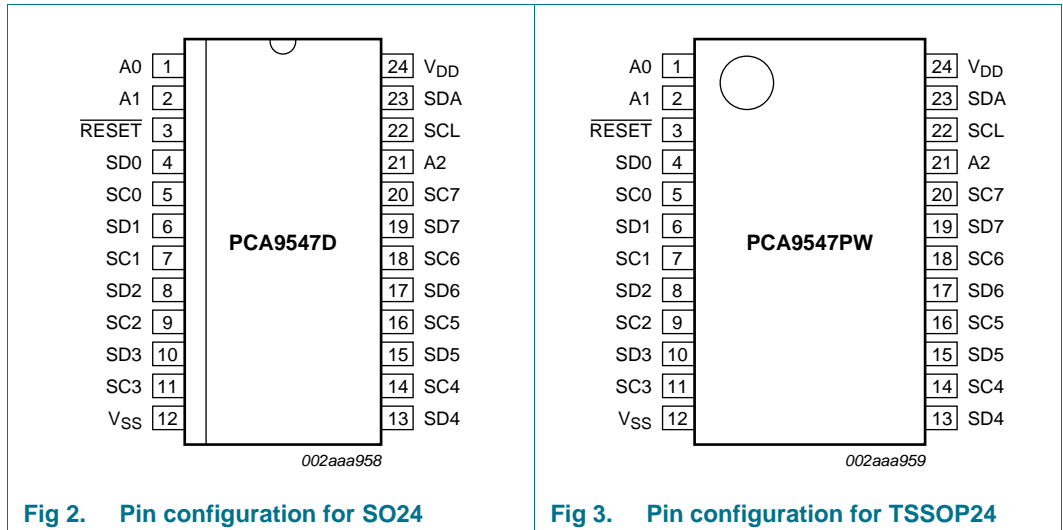 A0 1 24 VDD
A1 2 23 SDA
RESET 3 22 SCL
SD0 4 21 A2
SC0 5 20 SC7
SD1 6 19 SD7
PCA9547D
SC1 7 18 SC6
SD2 8 17 SD6
SC2 9 16 SC5
SD3 10 15 SD5
SC3 11 14 SC4
VSS 12 13 SD4
002aaa958
Fig 2. Pin configuration for SO24
A0 1 24 VDD
A1 2 23 SDA
RESET 3 22 SCL
SD0 4 21 A2
SC0 5 20 SC7
SD1 6 19 SD7
PCA9547PW
SC1 7 18 SC6
SD2 8 17 SD6
SC2 9 16 SC5
SD3 10 15 SD5
SC3 11 14 SC4
VSS 12 13 SD4
002aaa959
Fig 3. Pin configuration for TSSOP24